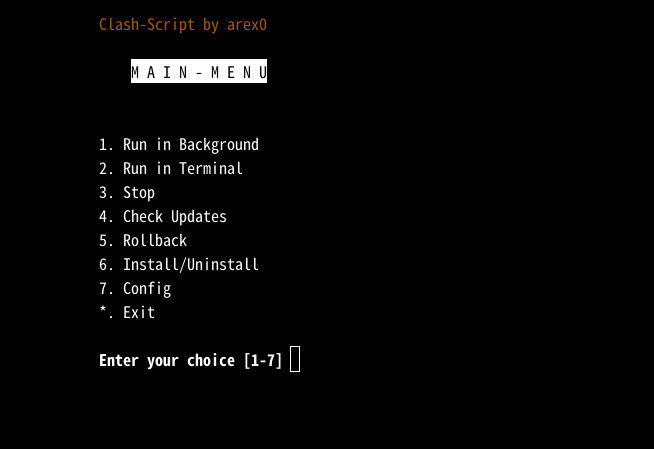 Clash-Script by arex0
M A I N - M E N U
1. Run in Background
2. Run in Terminal
3. Stop
4. Check Updates
5. Rollback
6. Install/Uninstall
7. Config
*. Exit
Enter your choice [1-7]